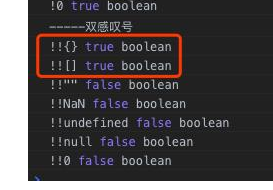 !0 true boolean
-----双感叹号
!!{} true boolean
!![] true boolean
!!"" false boolean
!!NaN false boolean
!!undefined false boolean
!!null false boolean
!!0 false boolean